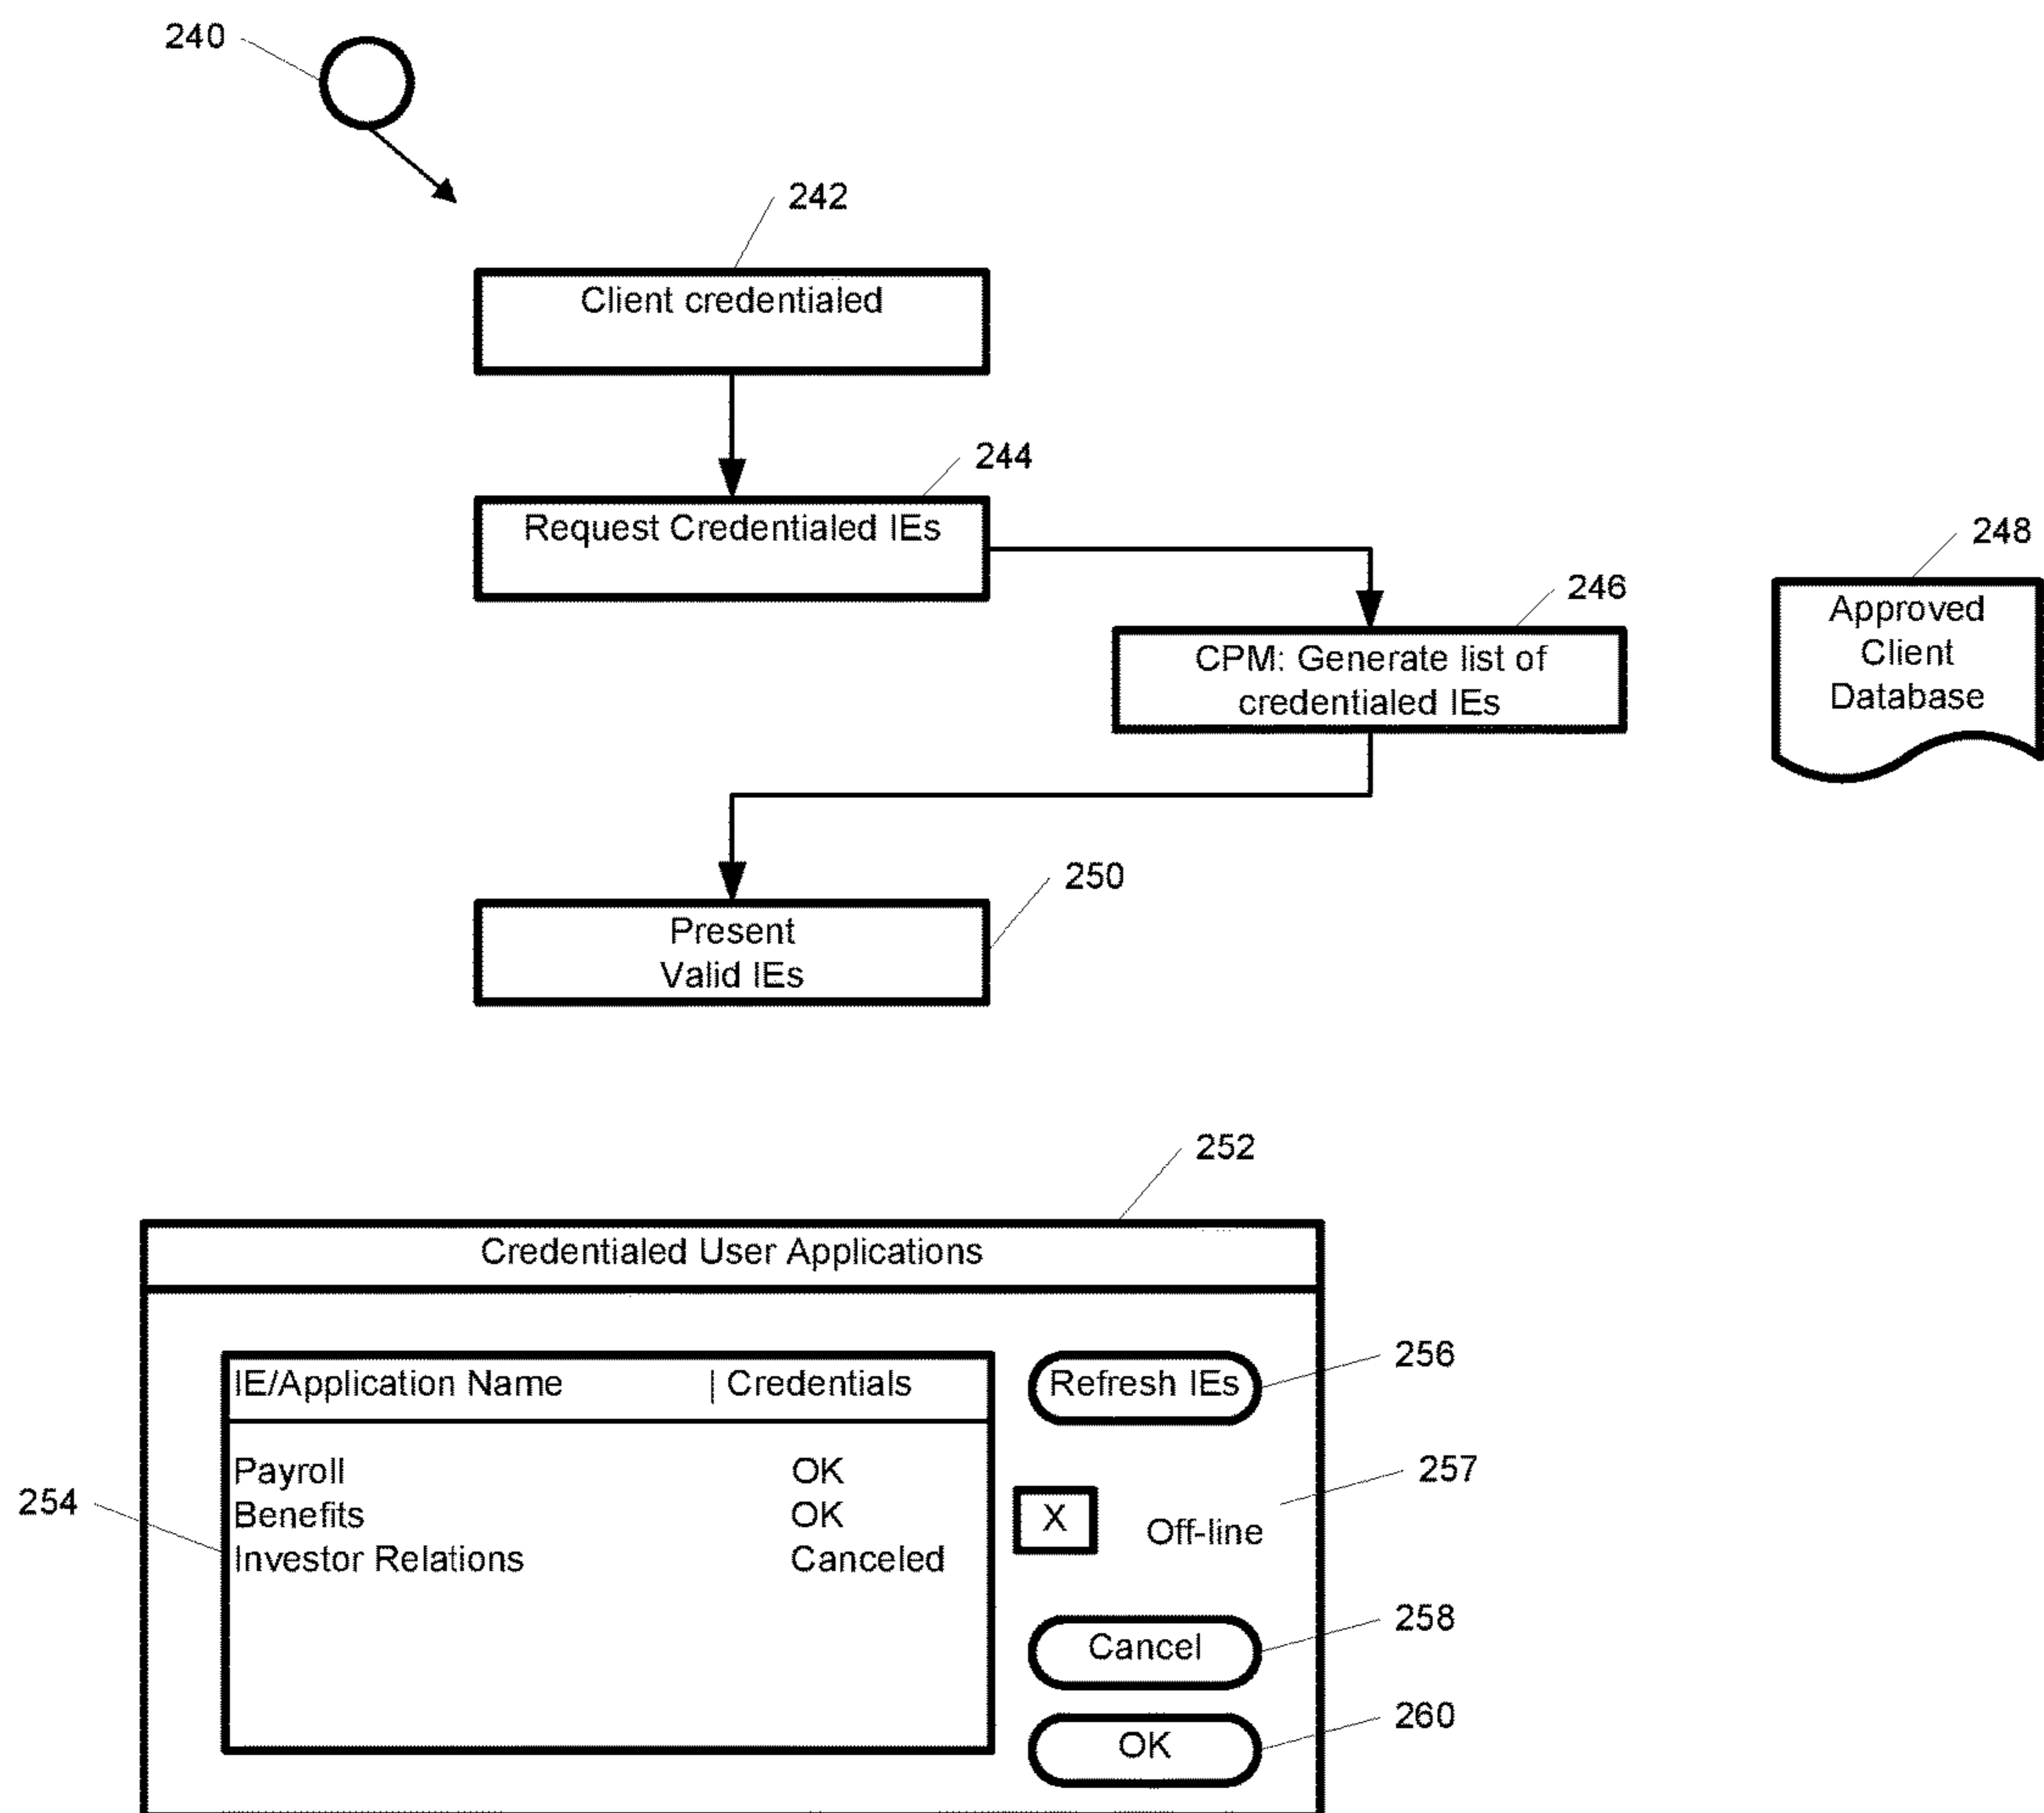 240
242
Client credentialed
244
Request Credentialed IEs
248
Approved
Client
Database
246
CPM: Generate list of
credentialed IEs
250
Present
Valid IEs
252
Credentialed User Applications
256
IE/Application Name | Credentials
Refresh IEs
257
254
Payroll OK
Benefits OK
Investor Relations Canceled
X Off-line
258
Cancel
260
OK